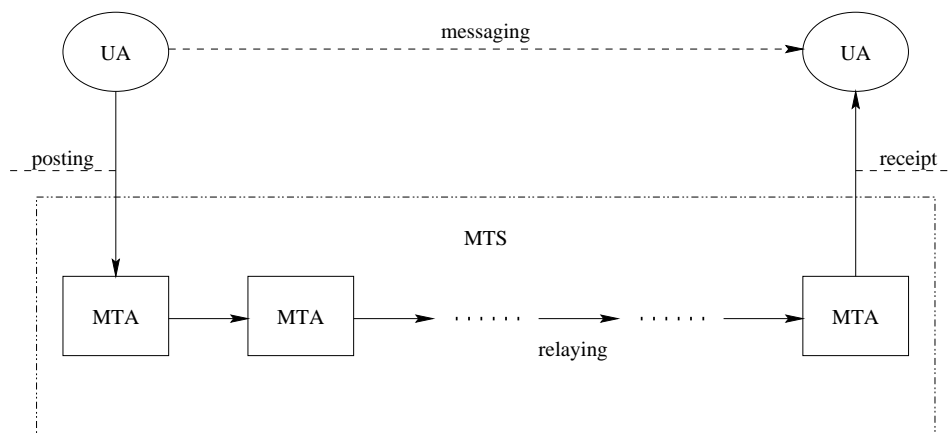 messaging
UA
UA
posting
receipt
MTS
MTA
MTA
MTA
relaying